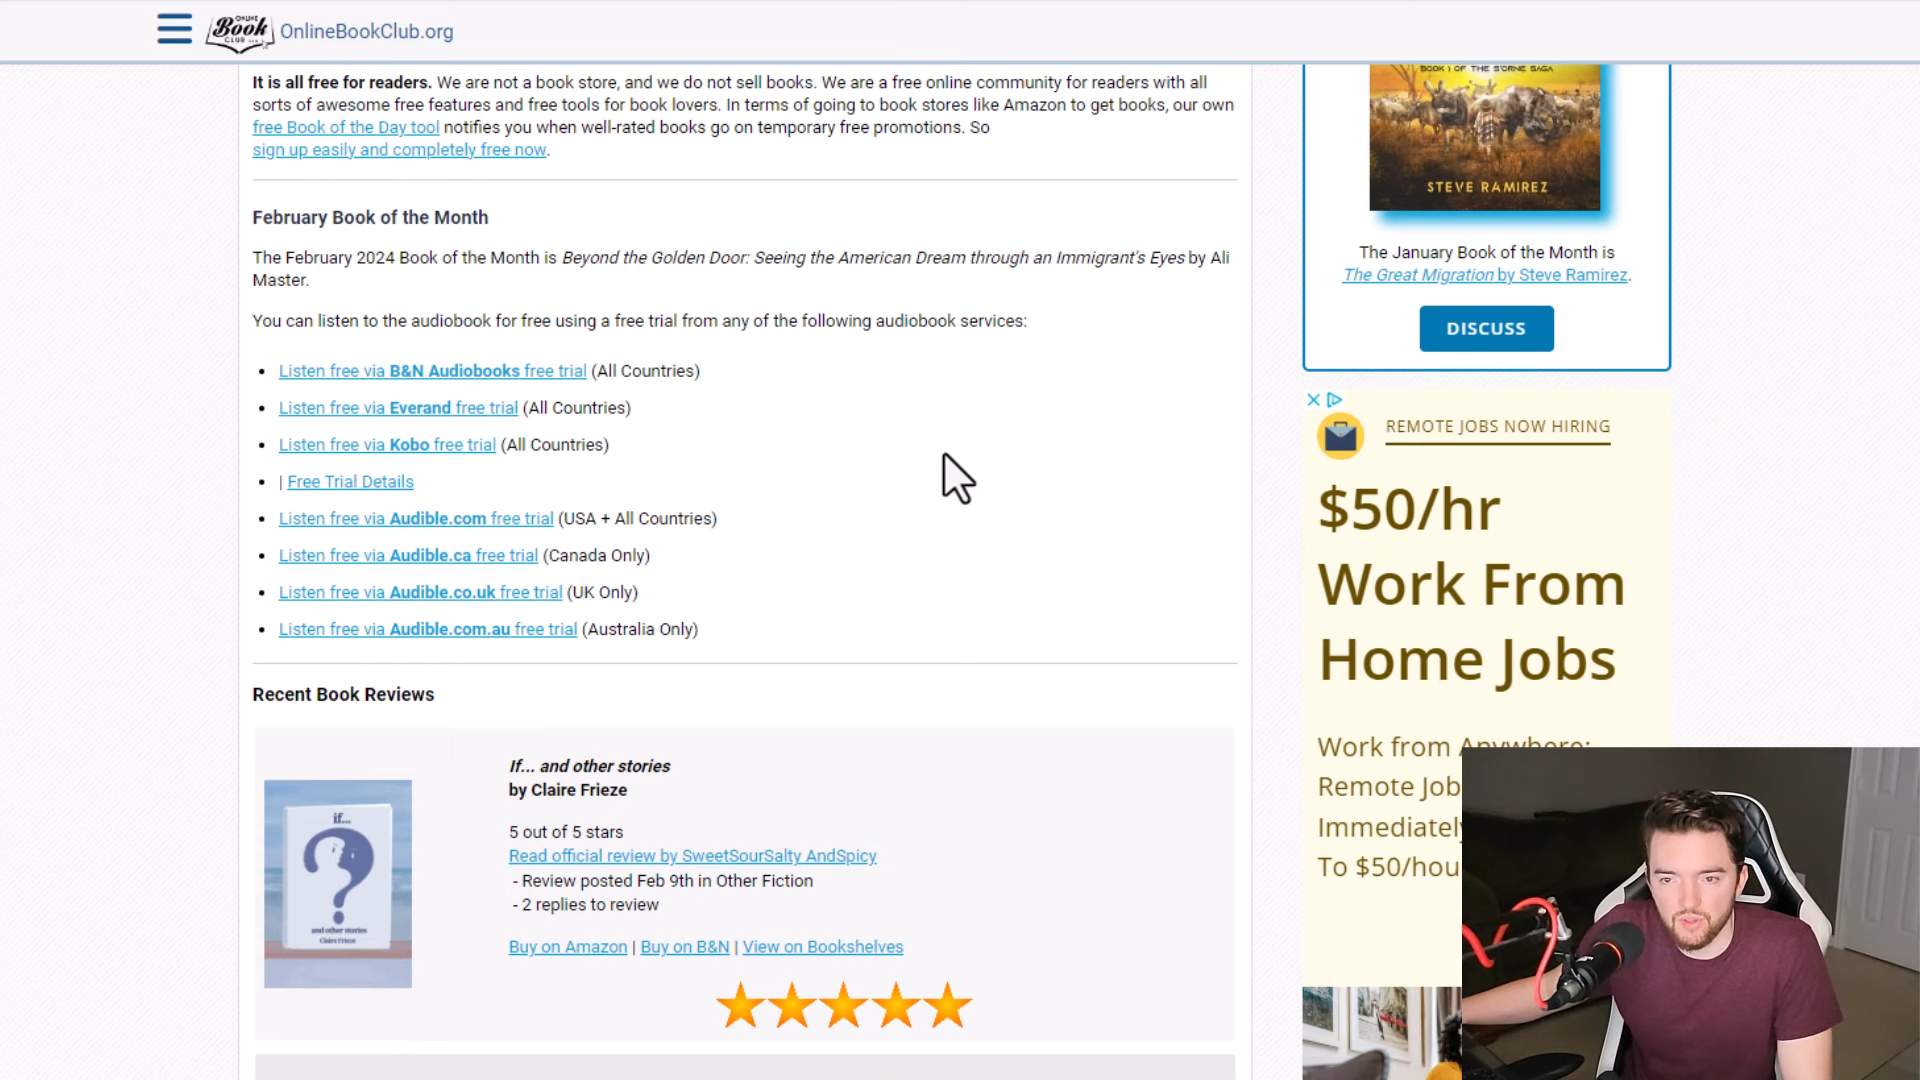 ONLINE
Book
CLUB
OnlineBookClub.org
It is all free for readers. We are not a book store, and we do not sell books. We are a free online community for readers with all
sorts of awesome free features and free tools for book lovers. In terms of going to book stores like Amazon to get books, our own
free Book of the Day tool notifies you when well-rated books go on temporary free promotions. So
sign up easily and completely free now.
February Book of the Month
The February 2024 Book of the Month is Beyond the Golden Door: Seeing the American Dream through an Immigrant's Eyes by Ali
Master.
You can listen to the audiobook for free using a free trial from any of the following audiobook services:
• Listen free via B&N Audiobooks free trial (All Countries)
• Listen free via Everand free trial (All Countries)
• Listen free via Kobo free trial (All Countries)
• | Free Trial Details
• Listen free via Audible.com free trial (USA + All Countries)
• Listen free via Audible.ca free trial (Canada Only)
• Listen free via Audible.co.uk free trial (UK Only)
• Listen free via Audible.com.au free trial (Australia Only)
Recent Book Reviews
if...
?
and other stories
Claire Frieze
If... and other stories
by Claire Frieze
5 out of 5 stars
Read official review by SweetSourSalty AndSpicy
- Review posted Feb 9th in Other Fiction
- 2 replies to review
Buy on Amazon | Buy on B&N | View on Bookshelves
BOOK 1 OF THE S'ORNE SAGA
STEVE RAMIREZ
The January Book of the Month is
The Great Migration by Steve Ramirez.
DISCUSS
REMOTE JOBS NOW HIRING
$50/hr
Work From
Home Jobs
Work from Anywhere:
Remote Job
Immediately
To $50/hou